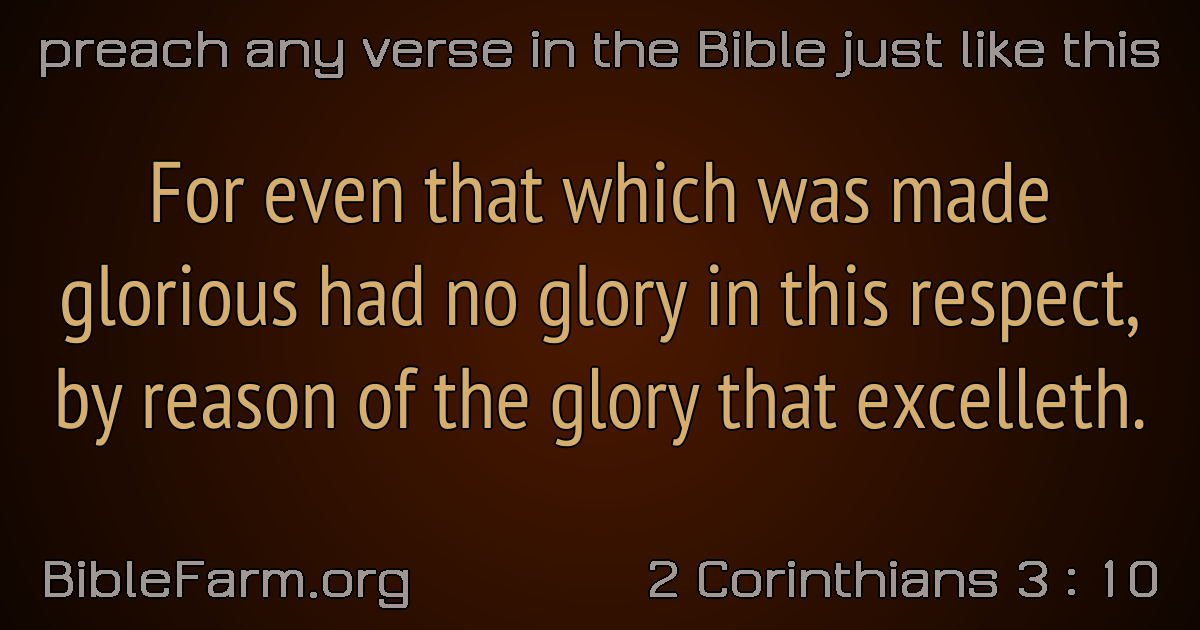 preach any verse in the Bible just like this
For even that which was made
glorious had no glory in this respect,
by reason of the glory that excelleth.
BibleFarm.org
2 Corinthians 3 : 10